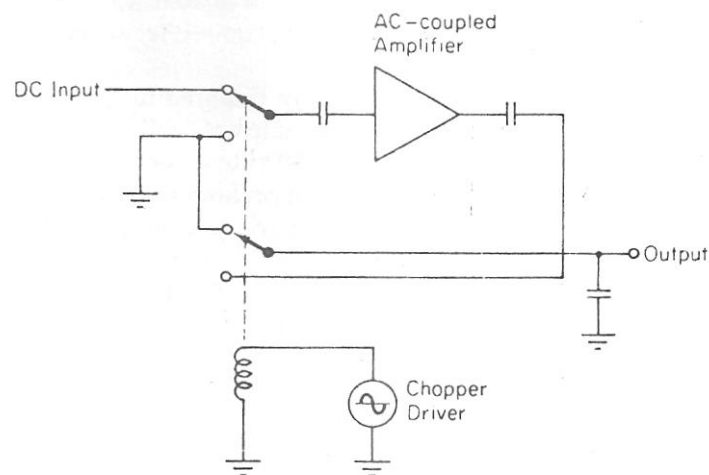 AC-coupled
Amplifier
DC Input
Output
Chopper
Driver